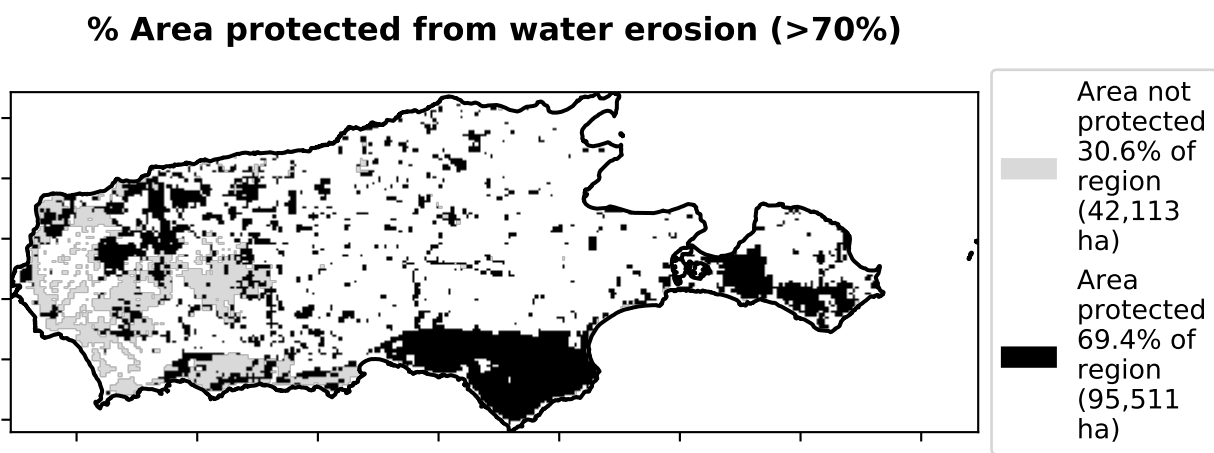 % Area protected from water erosion (>70%)
Area not
protected
30.6% of
region
(42,113
ha)
Area
protected
69.4% of
region
(95,511
ha)